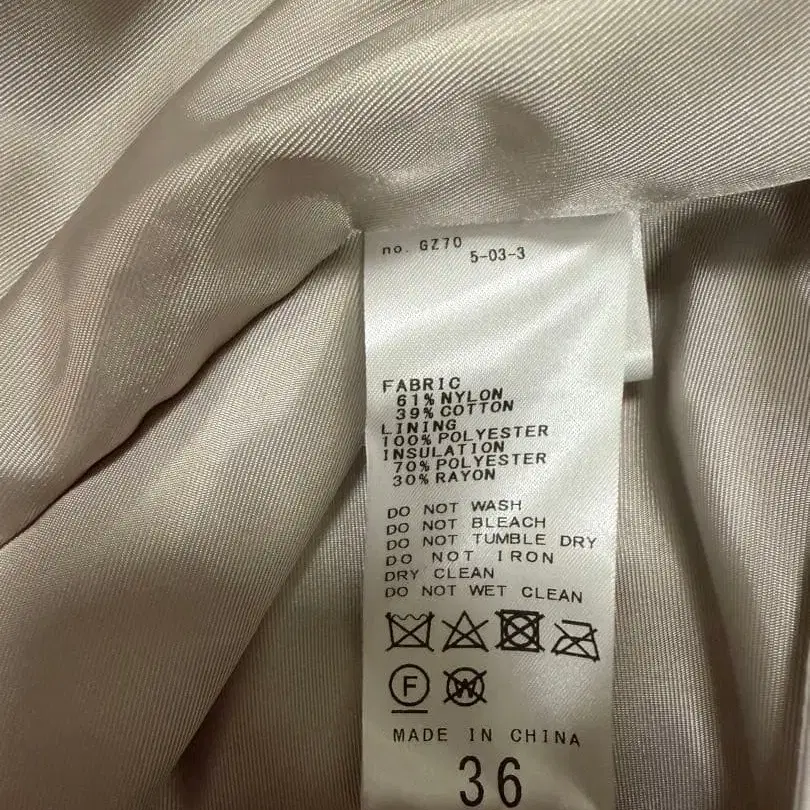 no. GZ70
5-03-3
FABRIC
61% NYLON
39% COTTON
LINING
100% POLYESTER
INSULATION
70% POLYESTER
30% RAYON
DO NOT WASH
DO NOT BLEACH
DO NOT TUMBLE DRY
DO NOT IRON
DRY CLEAN
DO NOT WET CLEAN
F W
MADE IN CHINA
36